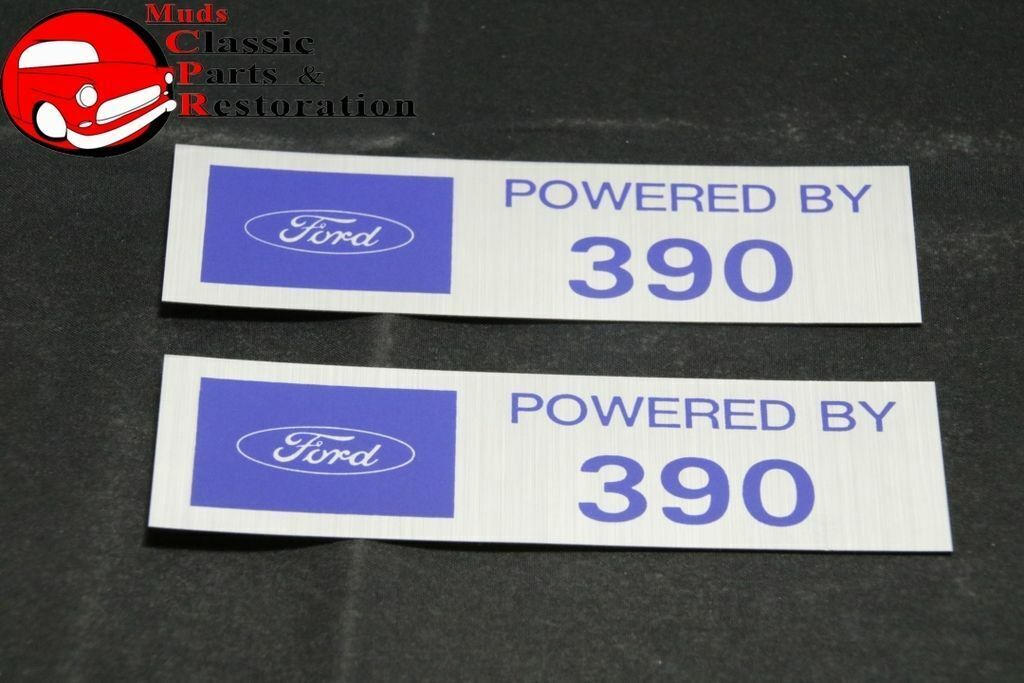 Muds
Classic
Parts &
Restoration
Ford
POWERED BY
390
Ford
POWERED BY
390